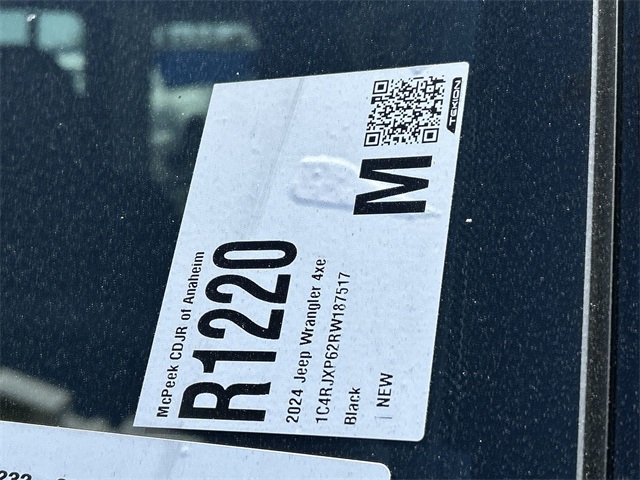 McPeek CDJR of Anaheim
R1220
2024 Jeep Wrangler 4xe
1C4RJXP62RW187517
Black
NEW
M
TEKION